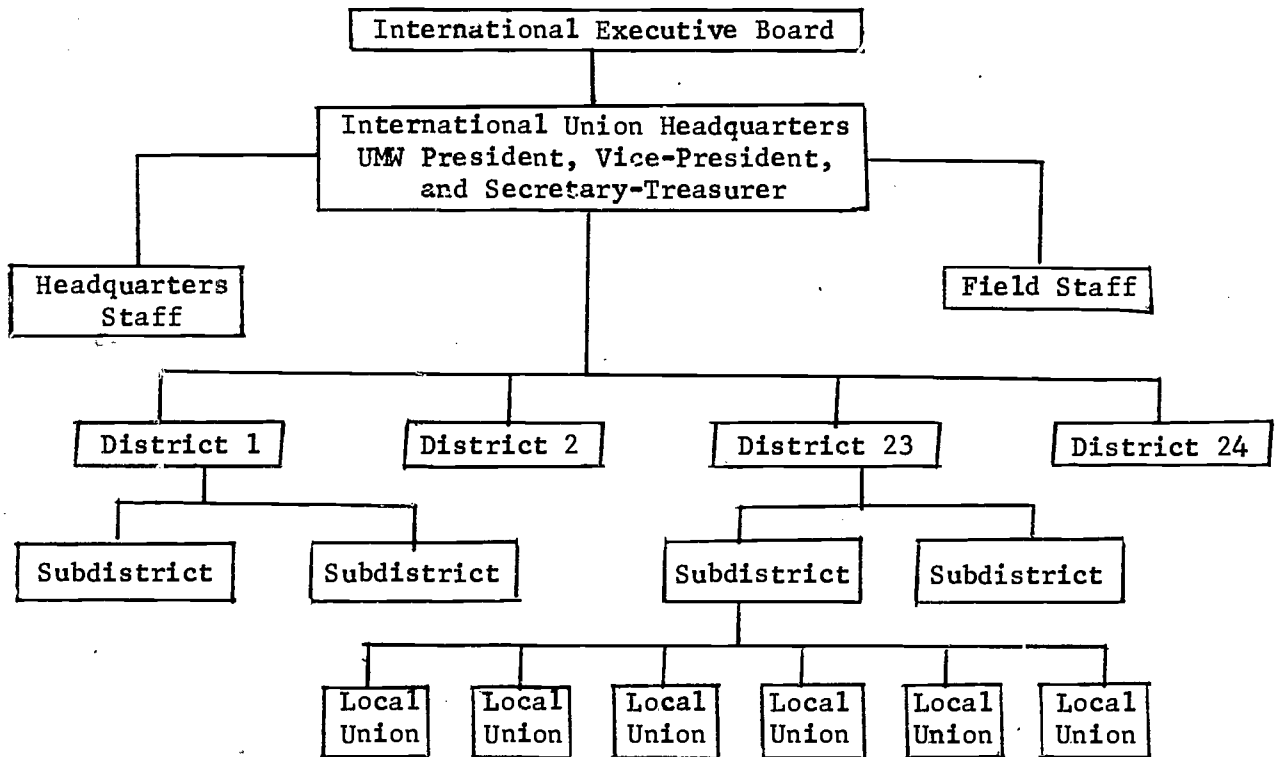 International Executive Board
International Union Headquarters
UMW President, Vice-President,
and Secretary-Treasurer
Headquarters
Staff
Field Staff
District 1
District 2
District 23
District 24
Subdistrict
Subdistrict
Subdistrict
Subdistrict
Local
Union
Local
Union
Local
Union
Local
Union
Local
Union
Local
Union